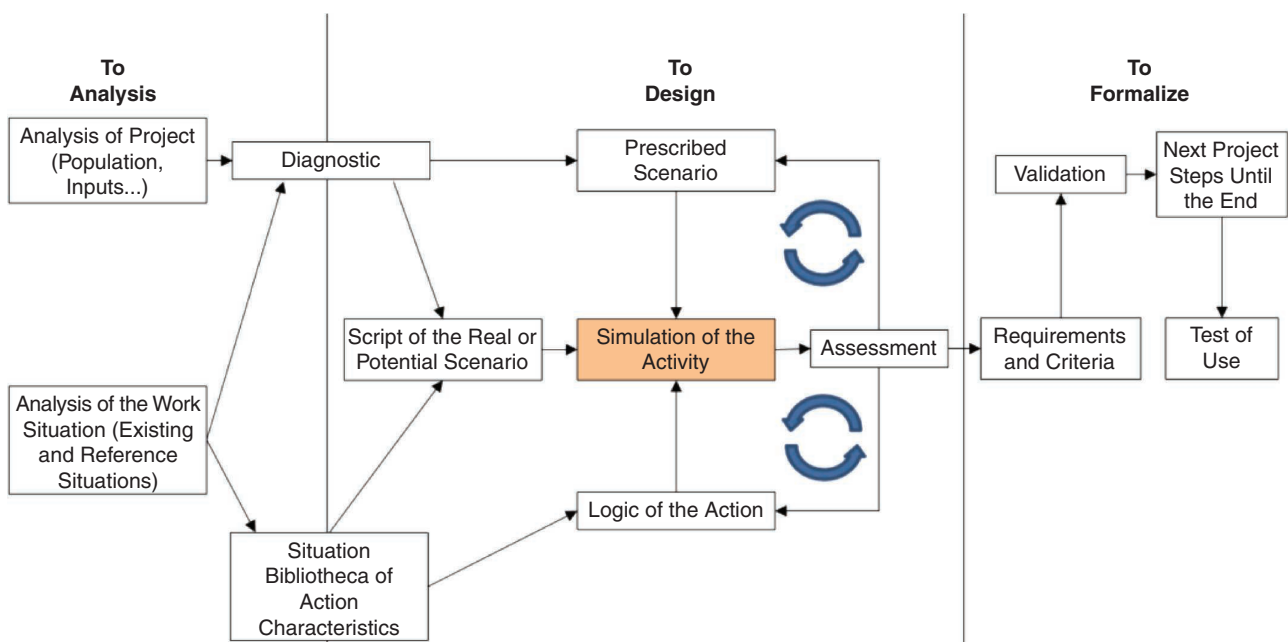 To
Analysis
To
Design
To
Formalize
Analysis of Project
(Population,
Inputs...)
Diagnostic
Prescribed
Scenario
Validation
Next Project
Steps Until
the End
Script of the Real or
Potential Scenario
Simulation of the
Activity
Assessment
Requirements
and Criteria
Test of
Use
Analysis of the Work
Situation (Existing
and Reference
Situations)
Logic of the Action
Situation
Bibliotheca of
Action
Characteristics